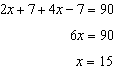 2x + 7 + 4x − 7 = 90
6x = 90
x = 15